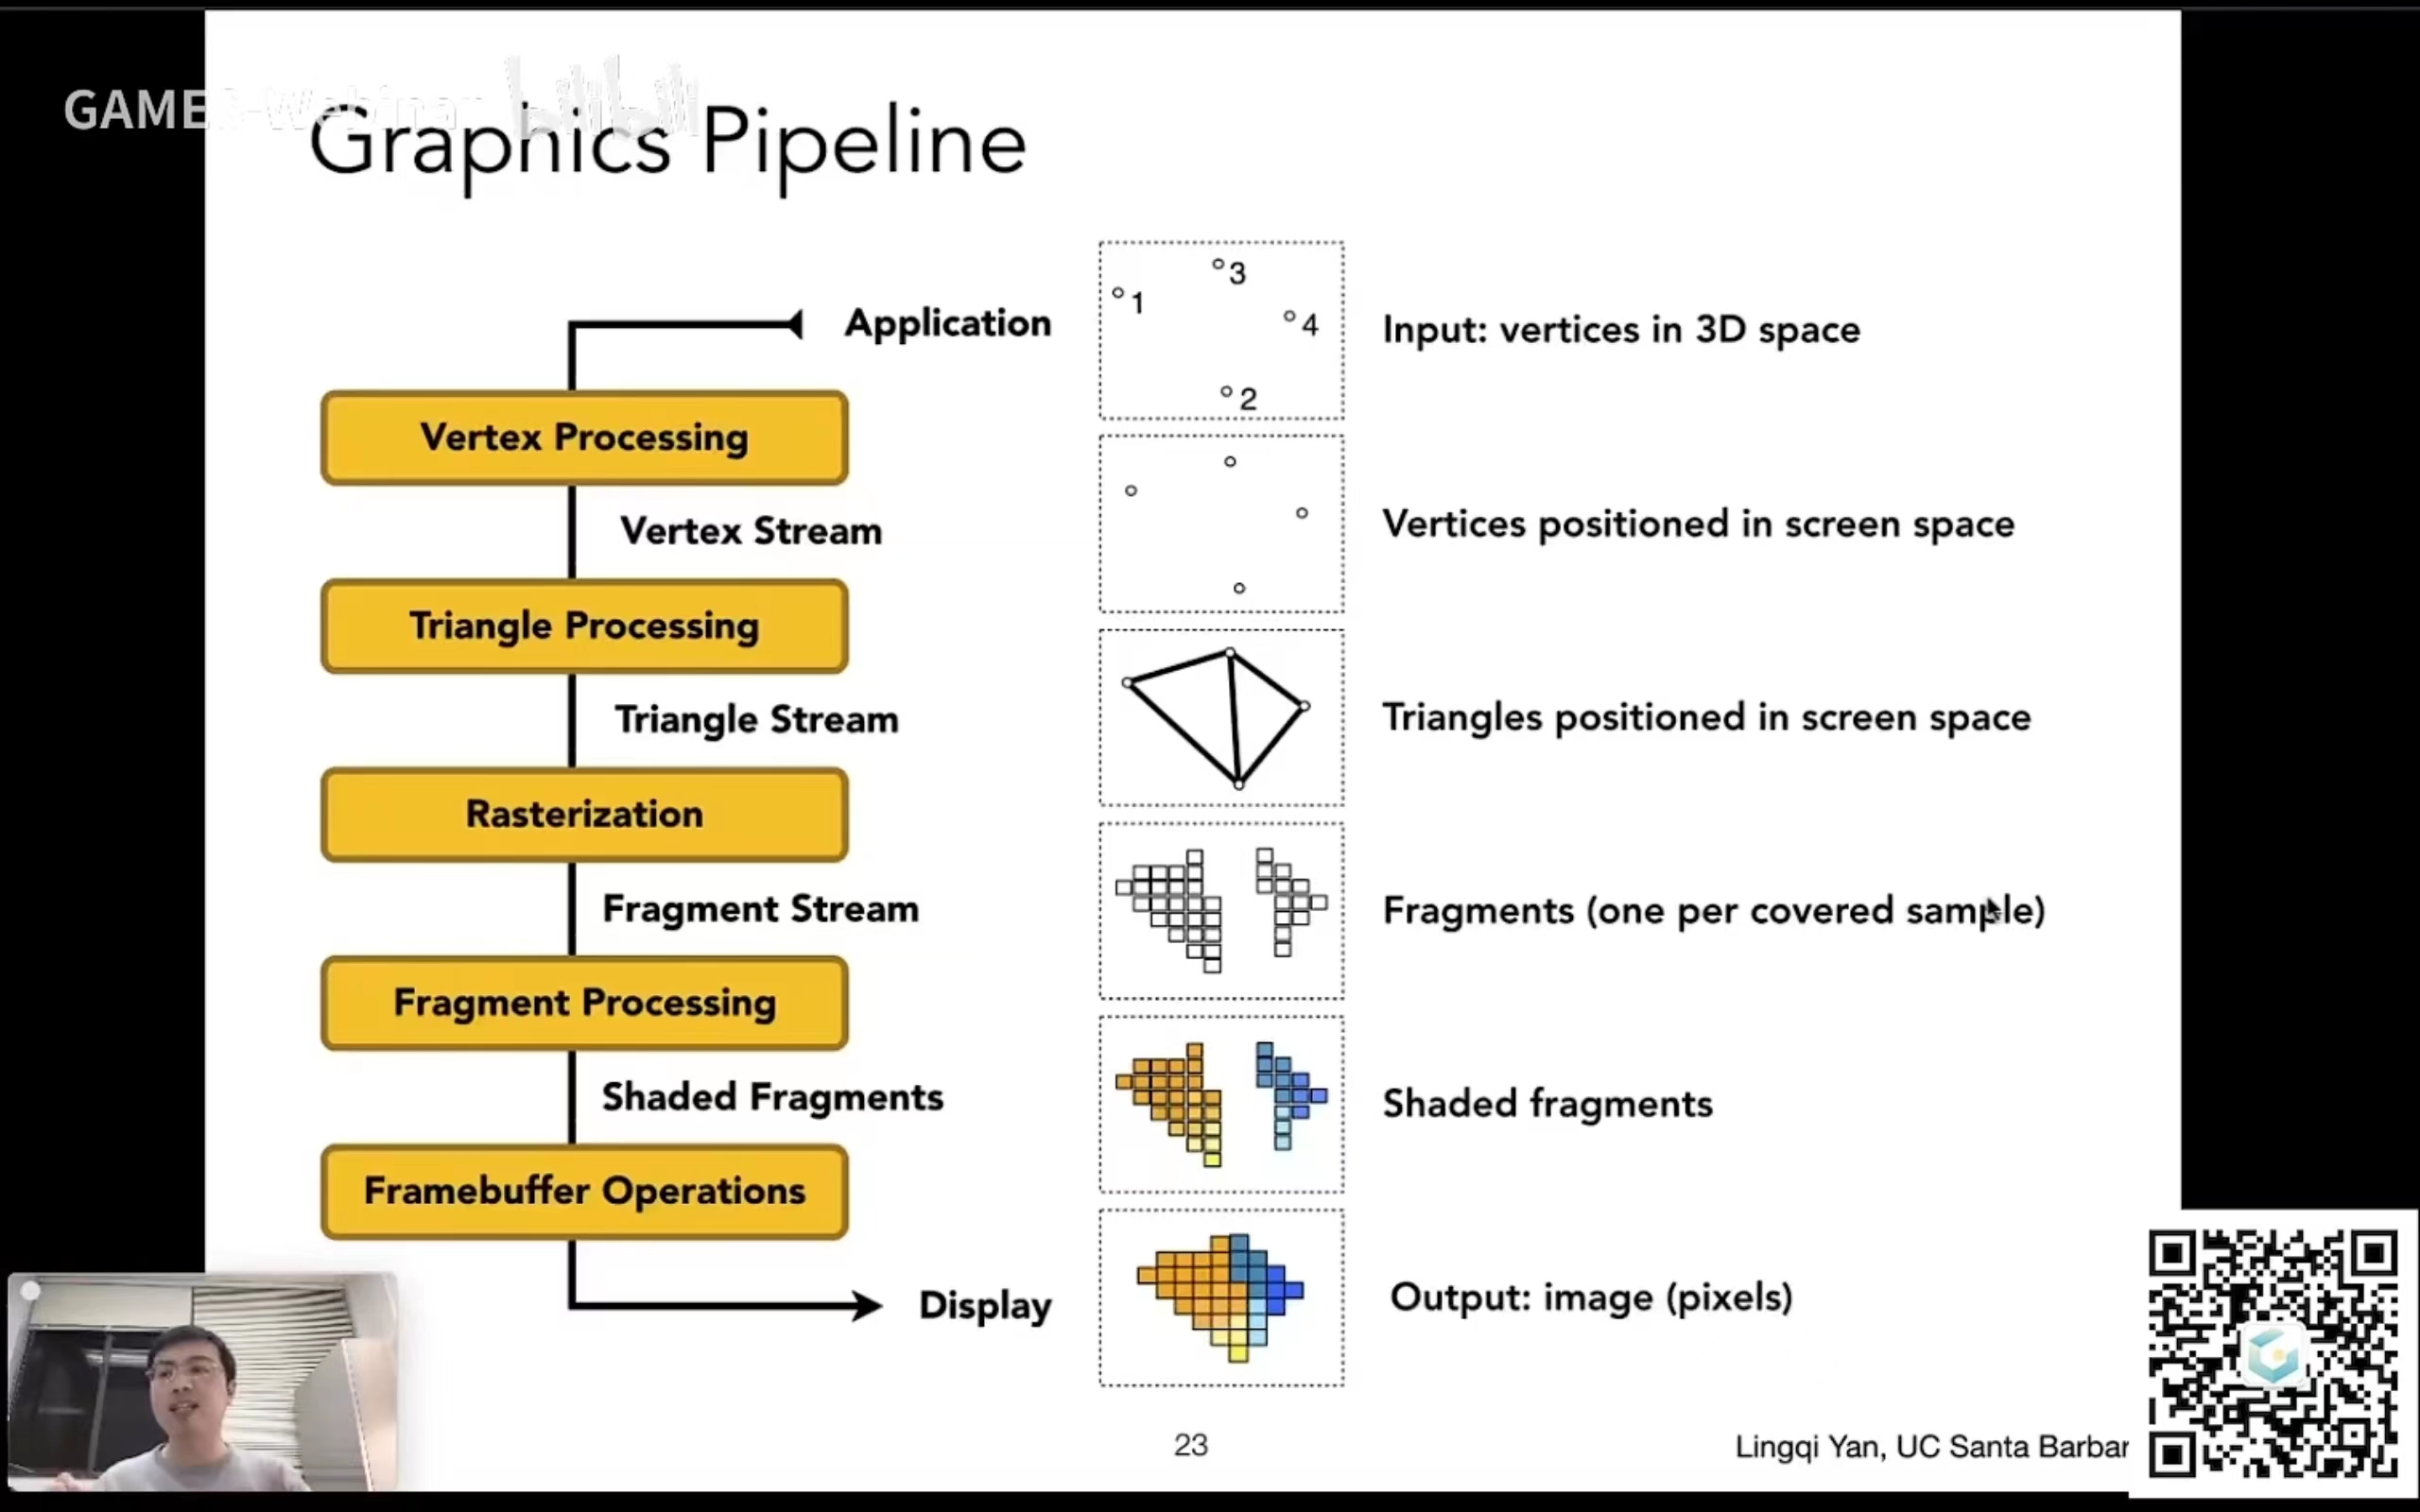 GAMES-Webinar bilibili
Graphics Pipeline
Application
3
1
4
2
Input: vertices in 3D space
Vertex Processing
Vertex Stream
Vertices positioned in screen space
Triangle Processing
Triangle Stream
Triangles positioned in screen space
Rasterization
Fragment Stream
Fragments (one per covered sample)
Fragment Processing
Shaded Fragments
Shaded fragments
Framebuffer Operations
Display
Output: image (pixels)
23
Lingqi Yan, UC Santa Barbar